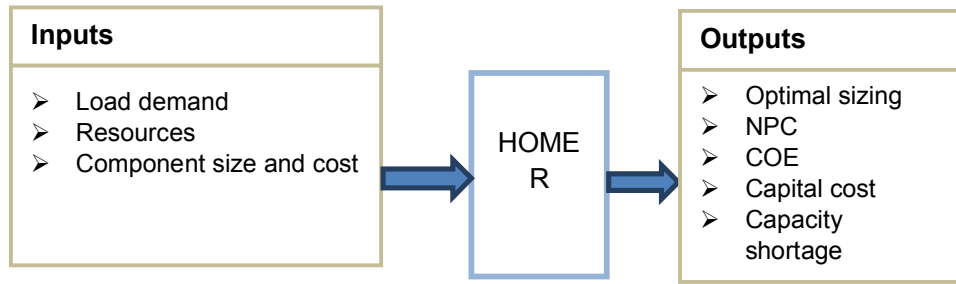 Inputs
➢ Load demand
➢ Resources
➢ Component size and cost
HOME
R
Outputs
➢ Optimal sizing
➢ NPC
➢ COE
➢ Capital cost
➢ Capacity
shortage